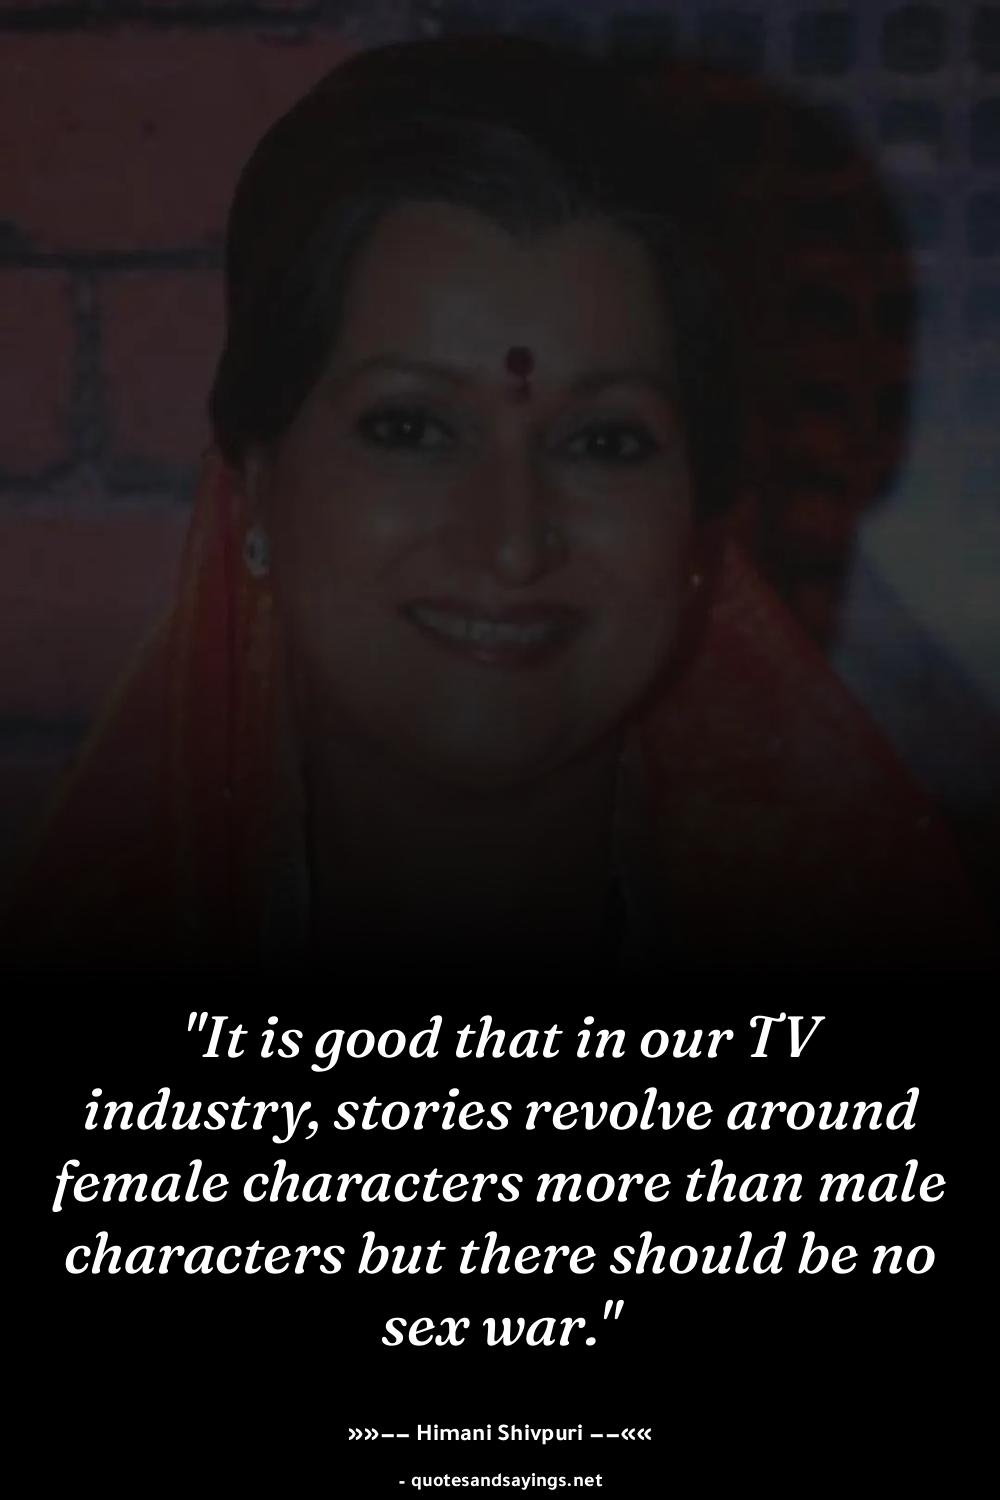 "It is good that in our TV
industry, stories revolve around
female characters more than male
characters but there should be no
sex war."
»»–– Himani Shivpuri ––««
- quotesandsayings.net